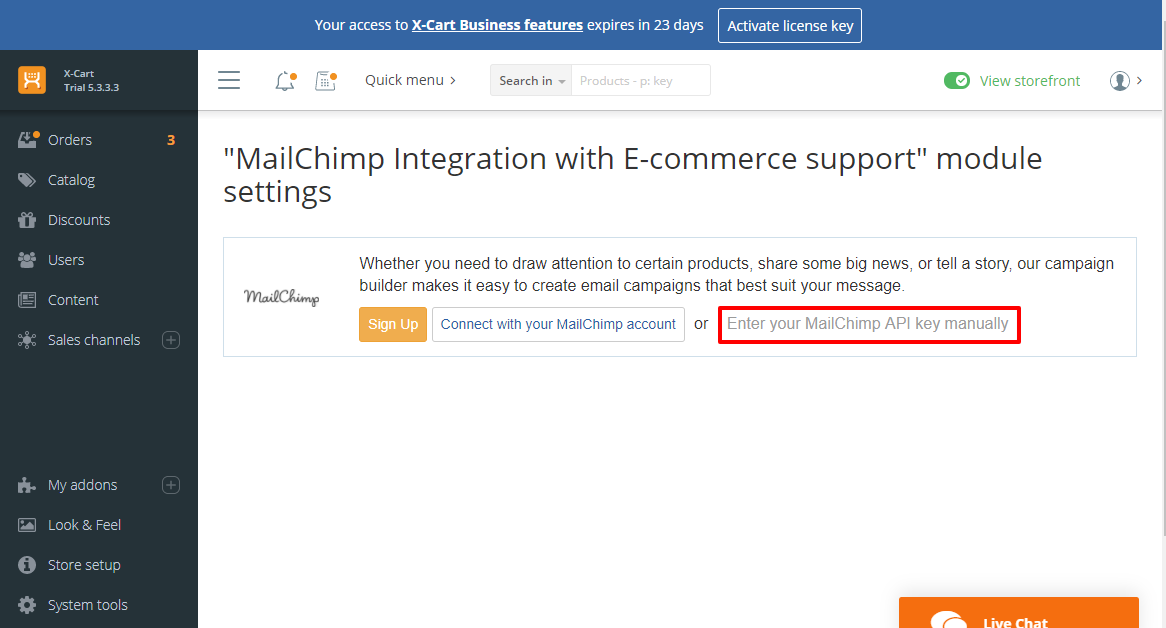 Your access to X-Cart Business features expires in 23 days
Activate license key
X-Cart
Trial 5.3.3.3
Quick menu
Search in
Products - p: key
View storefront
Orders
3
Catalog
Discounts
Users
Content
Sales channels
My addons
Look & Feel
Store setup
System tools
"MailChimp Integration with E-commerce support" module
settings
MailChimp
Whether you need to draw attention to certain products, share some big news, or tell a story, our campaign
builder makes it easy to create email campaigns that best suit your message.
Sign Up
Connect with your MailChimp account
or
Enter your MailChimp API key manually
Live Chat